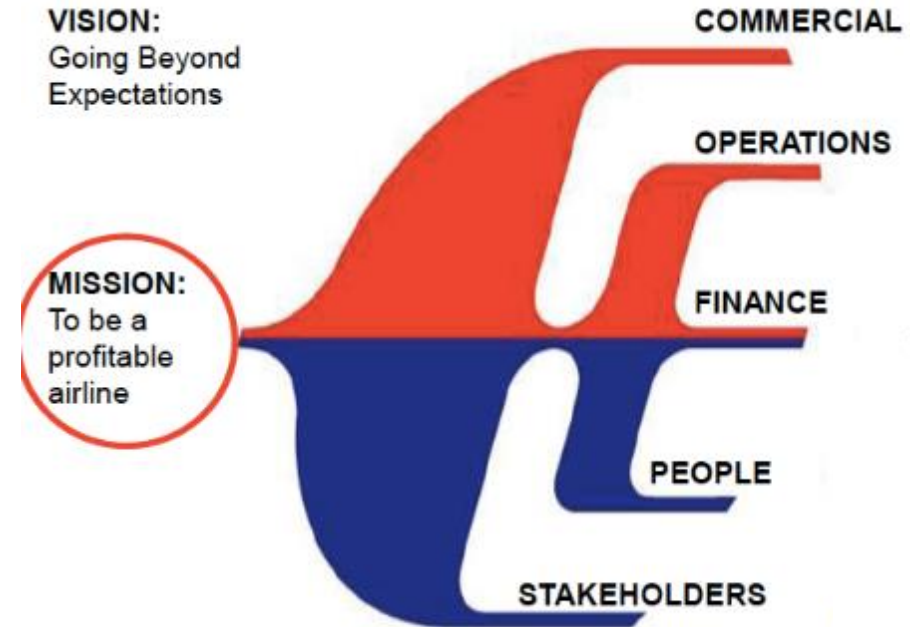 VISION:
Going Beyond
Expectations
COMMERCIAL
OPERATIONS
MISSION:
To be a
profitable
airline
FINANCE
PEOPLE
STAKEHOLDERS